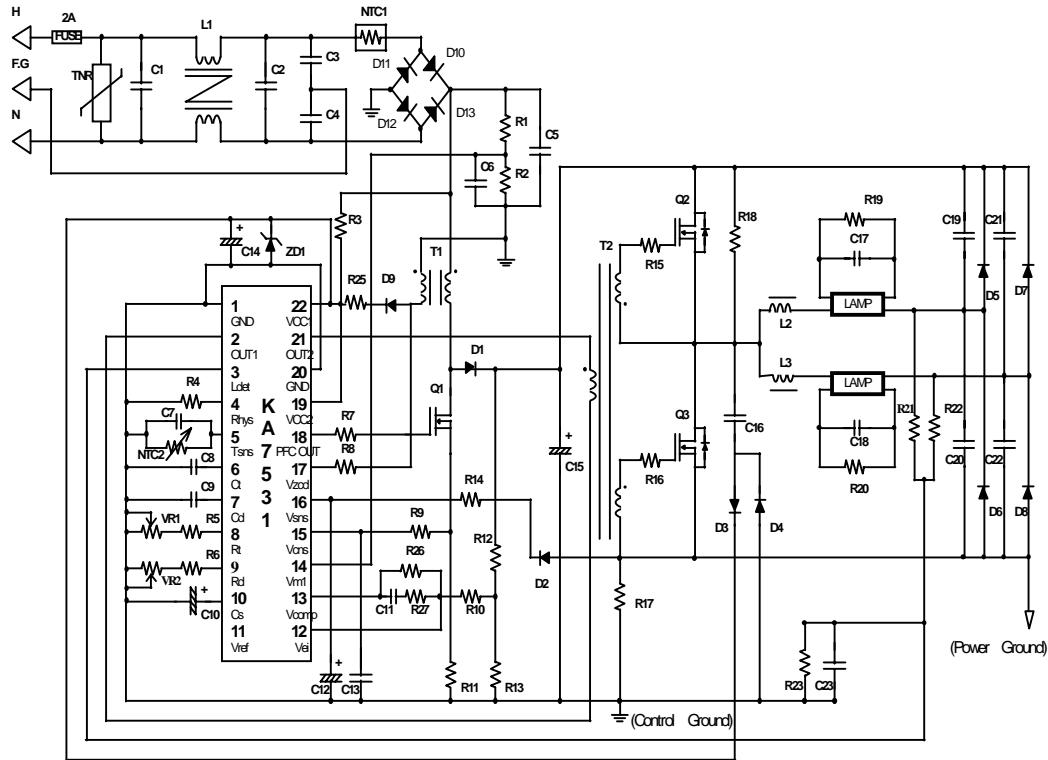 H
2A
FUSE
F.G
N
TNR
C1
L1
C2
C3
C4
NTC1
D11
D10
D12
D13
R1
C5
C6
R2
R3
C14
ZD1
R25
D9
T1
T2
Q2
R15
R18
R19
C17
LAMP
C19
C21
D5
D7
L2
L3
LAMP
C18
R20
R21
R22
C20
C22
D6
D8
Q3
R16
C16
D3
D4
D1
Q1
C15
R14
D2
R12
R17
R4
C7
NTC2
C8
C9
VR1
R5
R6
VR2
C10
1
GND
2
OUT1
3
Ldet
4
Rhys
5
Tsns
6
Ct
7
Cd
8
Rt
9
Rd
10
Cs
11
Vref
KA7531
22
VCC1
21
OUT2
20
GND
19
VCC2
18
PFC OUT
17
Vzcd
16
Vsns
15
Vcns
14
Vm1
13
Vcomp
12
Vei
R7
R8
R9
R26
C11
R27
R10
C12
C13
R11
R13
R23
C23
(Power Ground)
(Control Ground)